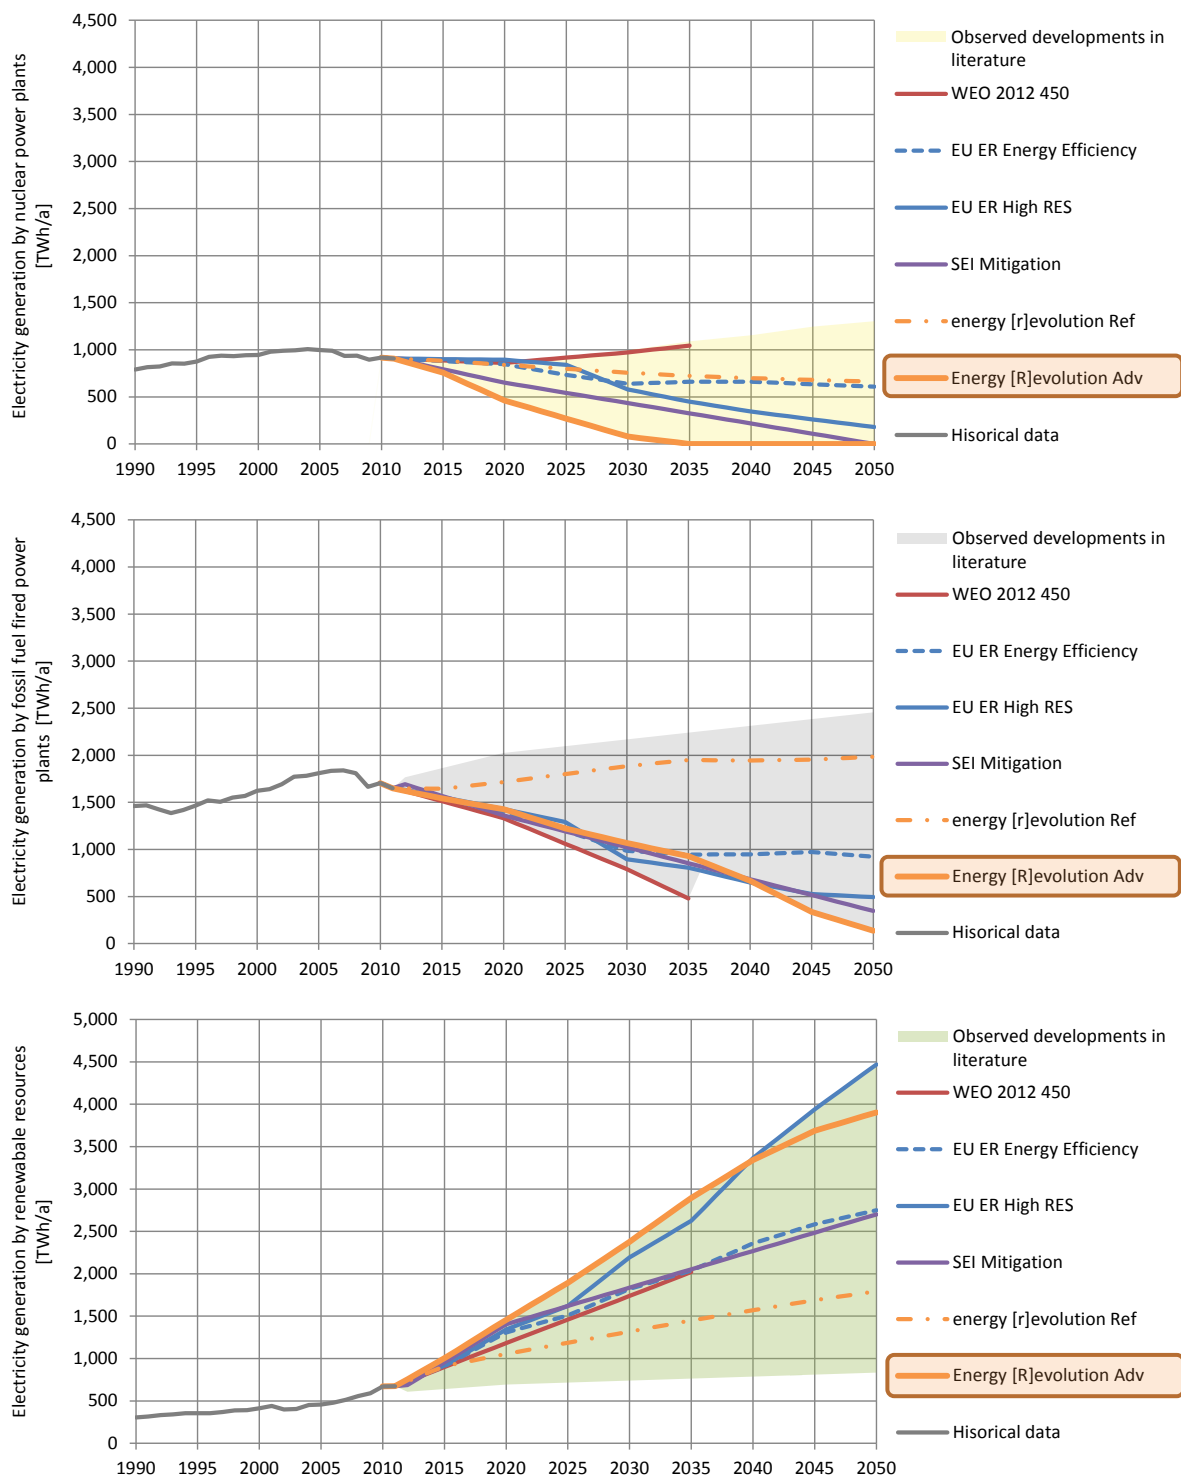 Electricity generation by nuclear power plants
[TWh/a]
4,500
4,000
3,500
3,000
2,500
2,000
1,500
1,000
500
0
1990 1995 2000 2005 2010 2015 2020 2025 2030 2035 2040 2045 2050
Observed developments in
literature
WEO 2012 450
EU ER Energy Efficiency
EU ER High RES
SEI Mitigation
energy [r]evolution Ref
Energy [R]evolution Adv
Hisorical data
Electricity generation by fossil fuel fired power
plants [TWh/a]
4,500
4,000
3,500
3,000
2,500
2,000
1,500
1,000
500
0
1990 1995 2000 2005 2010 2015 2020 2025 2030 2035 2040 2045 2050
Observed developments in
literature
WEO 2012 450
EU ER Energy Efficiency
EU ER High RES
SEI Mitigation
energy [r]evolution Ref
Energy [R]evolution Adv
Hisorical data
Electricity generation by renewabale resources
[TWh/a]
5,000
4,500
4,000
3,500
3,000
2,500
2,000
1,500
1,000
500
0
1990 1995 2000 2005 2010 2015 2020 2025 2030 2035 2040 2045 2050
Observed developments in
literature
WEO 2012 450
EU ER Energy Efficiency
EU ER High RES
SEI Mitigation
energy [r]evolution Ref
Energy [R]evolution Adv
Hisorical data